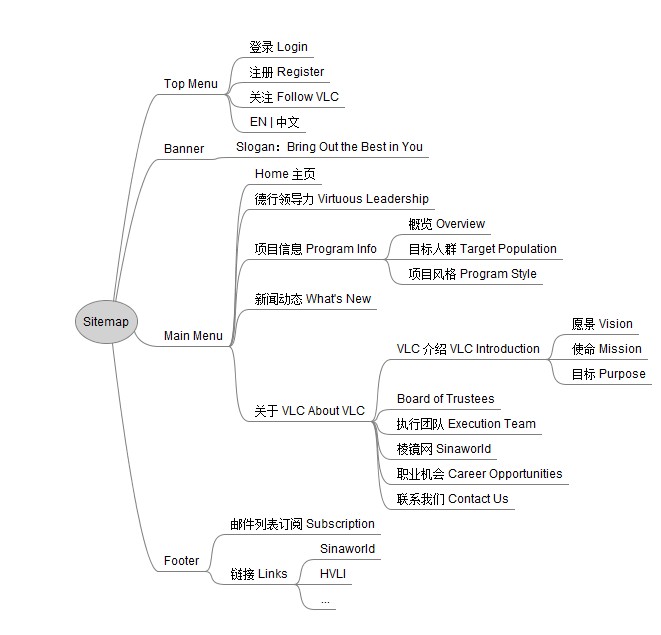 Sitemap
Top Menu
登录 Login
注册 Register
关注 Follow VLC
EN | 中文
Banner
Slogan：Bring Out the Best in You
Main Menu
Home 主页
德行领导力 Virtuous Leadership
项目信息 Program Info
概览 Overview
目标人群 Target Population
项目风格 Program Style
新闻动态 What's New
关于 VLC About VLC
VLC 介绍 VLC Introduction
愿景 Vision
使命 Mission
目标 Purpose
Board of Trustees
执行团队 Execution Team
棱镜网 Sinaworld
职业机会 Career Opportunities
联系我们 Contact Us
Footer
邮件列表订阅 Subscription
链接 Links
Sinaworld
HVLI
...